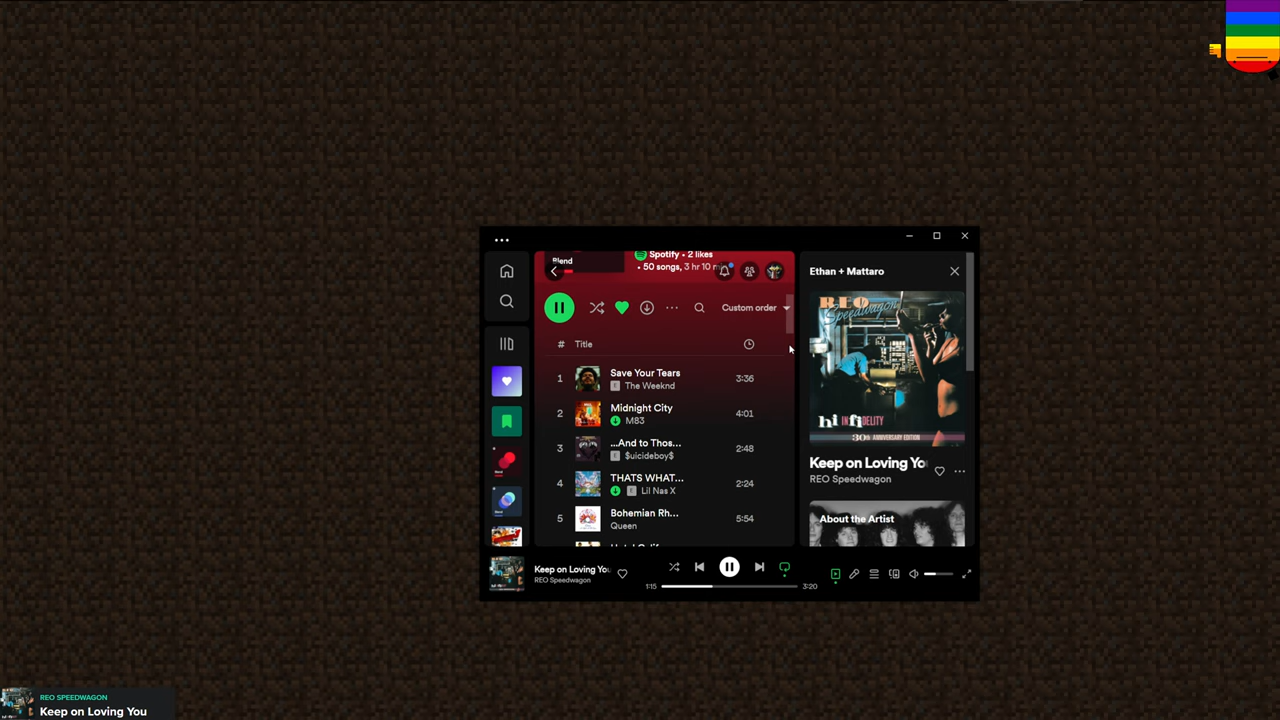 Blend
Spotify • 2 likes
• 50 songs, 3 hr 10 m
Custom order
# Title
1 Save Your Tears 3:36
E The Weeknd
2 Midnight City 4:01
M83
3 ...And to Thos... 2:48
E $uicideboy$
4 THATS WHAT... 2:24
E Lil Nas X
5 Bohemian Rh... 5:54
Queen
Ethan + Mattaro
REO
Speedwagon
hi INFIDELITY
30th ANNIVERSARY EDITION
Keep on Loving Yo
REO Speedwagon
About the Artist
Keep on Loving You
REO Speedwagon
1:15
3:20
REO SPEEDWAGON
Keep on Loving You